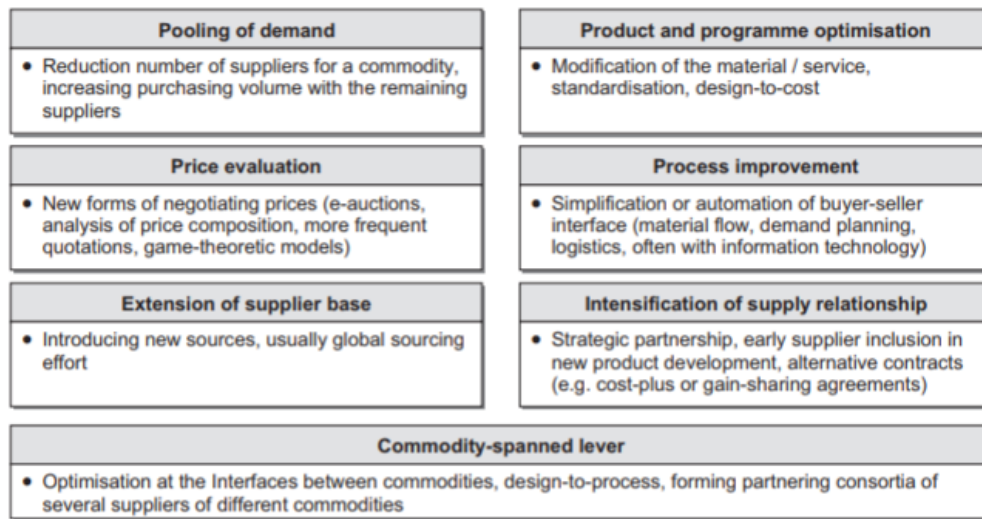 Pooling of demand
• Reduction number of suppliers for a commodity,
increasing purchasing volume with the remaining
suppliers
Product and programme optimisation
• Modification of the material / service,
standardisation, design-to-cost
Price evaluation
• New forms of negotiating prices (e-auctions,
analysis of price composition, more frequent
quotations, game-theoretic models)
Process improvement
• Simplification or automation of buyer-seller
interface (material flow, demand planning,
logistics, often with information technology)
Extension of supplier base
• Introducing new sources, usually global sourcing
effort
Intensification of supply relationship
• Strategic partnership, early supplier inclusion in
new product development, alternative contracts
(e.g. cost-plus or gain-sharing agreements)
Commodity-spanned lever
• Optimisation at the Interfaces between commodities, design-to-process, forming partnering consortia of
several suppliers of different commodities